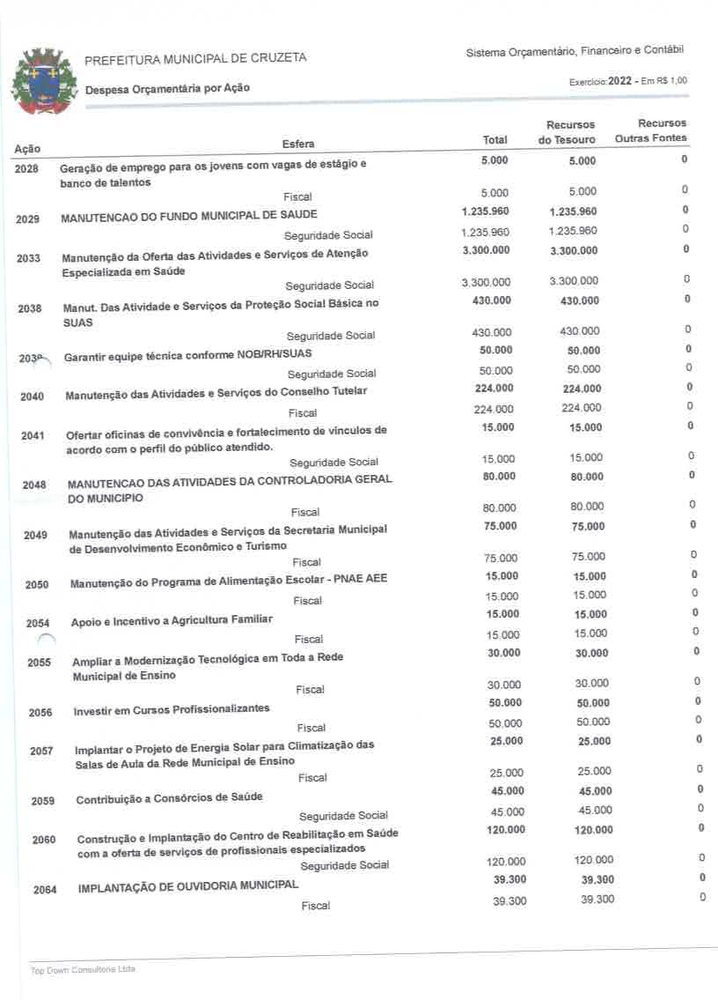 PREFEITURA MUNICIPAL DE CRUZETA
Sistema Orçamentário, Financeiro e Contábil
Despesa Orçamentária por Ação
Exercício: 2022 - Em R$ 1,00
Ação Esfera Total Recursos do Tesouro Recursos Outras Fontes
2028 Geração de emprego para os jovens com vagas de estágio e 5.000 5.000 0
banco de talentos
Fiscal 5.000 5.000 0
2029 MANUTENCAO DO FUNDO MUNICIPAL DE SAUDE 1.235.960 1.235.960 0
Seguridade Social 1.235.960 1.235.960 0
2033 Manutenção da Oferta das Atividades e Serviços de Atenção 3.300.000 3.300.000 0
Especializada em Saúde
Seguridade Social 3.300.000 3.300.000 0
2038 Manut. Das Atividade e Serviços da Proteção Social Básica no 430.000 430.000 0
SUAS
Seguridade Social 430.000 430.000 0
2039 Garantir equipe técnica conforme NOB/RH/SUAS 50.000 50.000 0
Seguridade Social 50.000 50.000 0
2040 Manutenção das Atividades e Serviços do Conselho Tutelar 224.000 224.000 0
Fiscal 224.000 224.000 0
2041 Ofertar oficinas de convivência e fortalecimento de vínculos de 15.000 15.000 0
acordo com o perfil do público atendido.
Seguridade Social 15.000 15.000 0
2048 MANUTENCAO DAS ATIVIDADES DA CONTROLADORIA GERAL 80.000 80.000 0
DO MUNICIPIO
Fiscal 80.000 80.000 0
2049 Manutenção das Atividades e Serviços da Secretaria Municipal 75.000 75.000 0
de Desenvolvimento Econômico e Turismo
Fiscal 75.000 75.000 0
2050 Manutenção do Programa de Alimentação Escolar - PNAE AEE 15.000 15.000 0
Fiscal 15.000 15.000 0
2054 Apoio e Incentivo a Agricultura Familiar 15.000 15.000 0
Fiscal 15.000 15.000 0
2055 Ampliar a Modernização Tecnológica em Toda a Rede 30.000 30.000 0
Municipal de Ensino
Fiscal 30.000 30.000 0
2056 Investir em Cursos Profissionalizantes 50.000 50.000 0
Fiscal 50.000 50.000 0
2057 Implantar o Projeto de Energia Solar para Climatização das 25.000 25.000 0
Salas de Aula da Rede Municipal de Ensino
Fiscal 25.000 25.000 0
2059 Contribuição a Consórcios de Saúde 45.000 45.000 0
Seguridade Social 45.000 45.000 0
2060 Construção e Implantação do Centro de Reabilitação em Saúde 120.000 120.000 0
com a oferta de serviços de profissionais especializados
Seguridade Social 120.000 120.000 0
2064 IMPLANTAÇÃO DE OUVIDORIA MUNICIPAL 39.300 39.300 0
Fiscal 39.300 39.300 0
Top Down Consultoria Ltda.